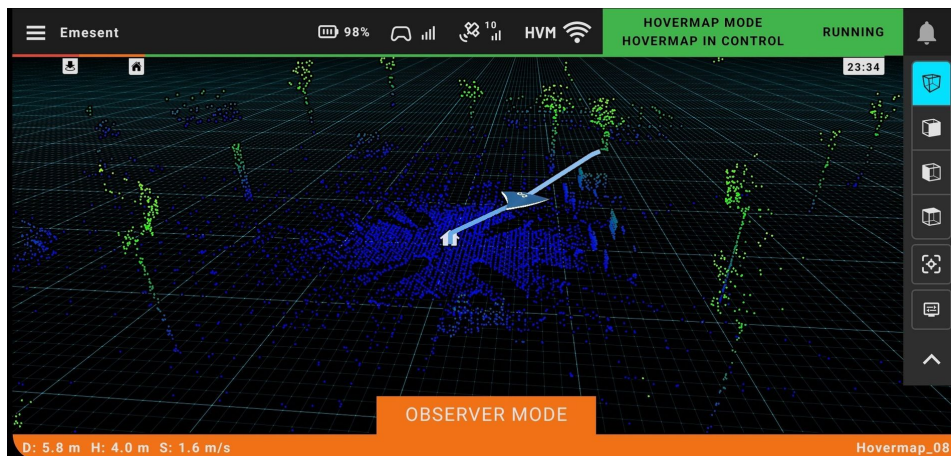 Emesent
98%
10
HVM
HOVERMAP MODE
HOVERMAP IN CONTROL
RUNNING
23:34
OBSERVER MODE
D: 5.8 m H: 4.0 m S: 1.6 m/s
Hovermap_08